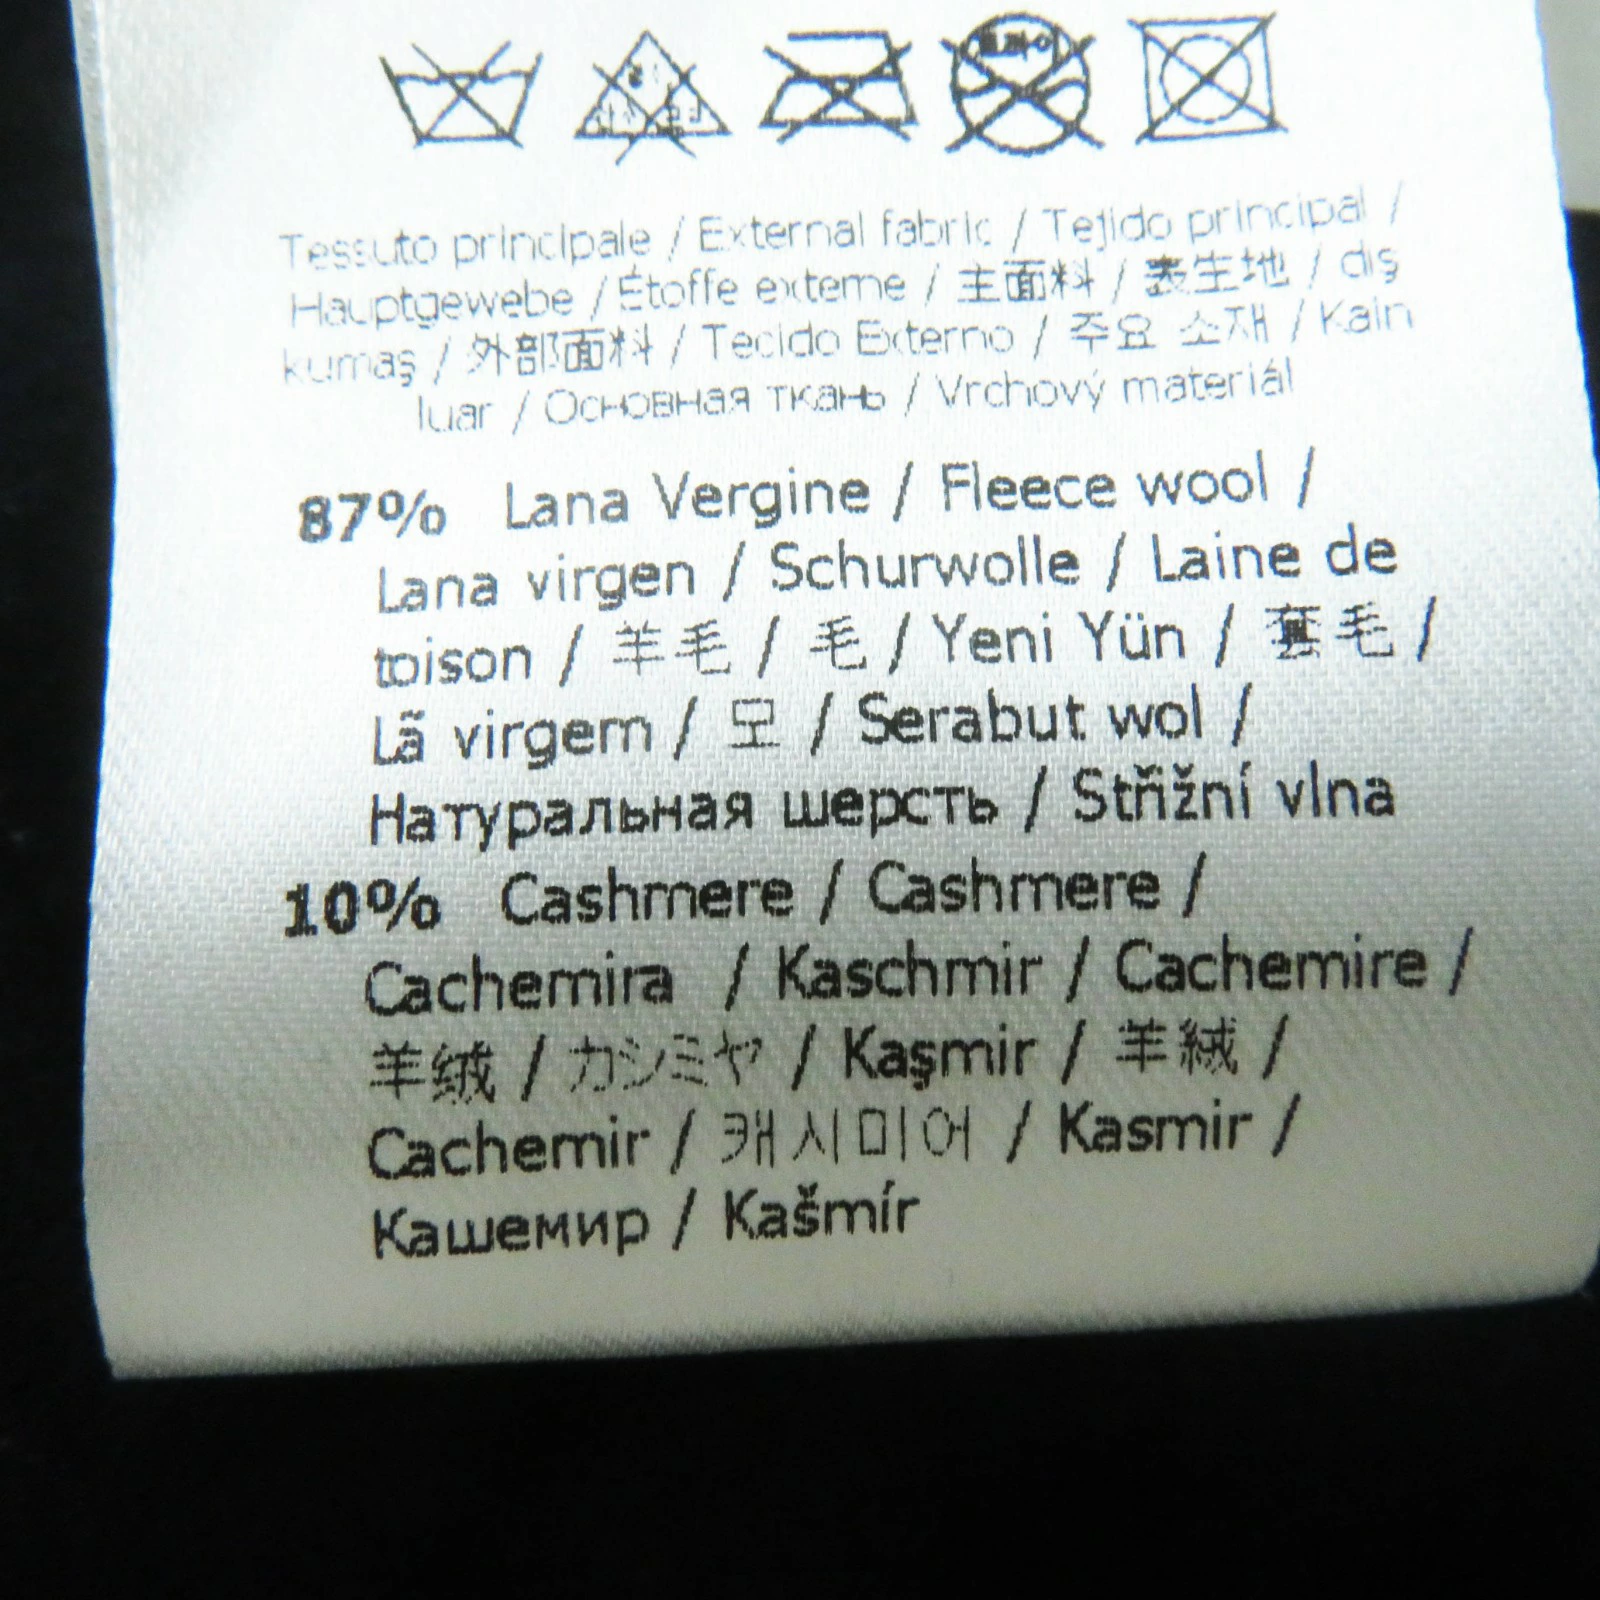 Tessuto principale / External fabric / Tejido principal /
Hauptgewebe / Étoffe externe / 主面料 / 表生地 / dış
kumaş / 外部面料 / Tecido Externo / 주요 소재 / Kain
luar / Основная ткань / Vrchový materiál
87% Lana Vergine / Fleece wool /
Lana virgen / Schurwolle / Laine de
toison / 羊毛 / 毛 / Yeni Yün / 毛 /
Lã virgem / 모 / Serabut wol /
Натуральная шерсть / Střižní vlna
10% Cashmere / Cashmere /
Cachemira / Kaschmir / Cachemire /
羊绒 / カシミヤ / Kaşmir / 羊絨 /
Cachemir / 캐시미어 / Kasmir /
Кашемир / Kašmír